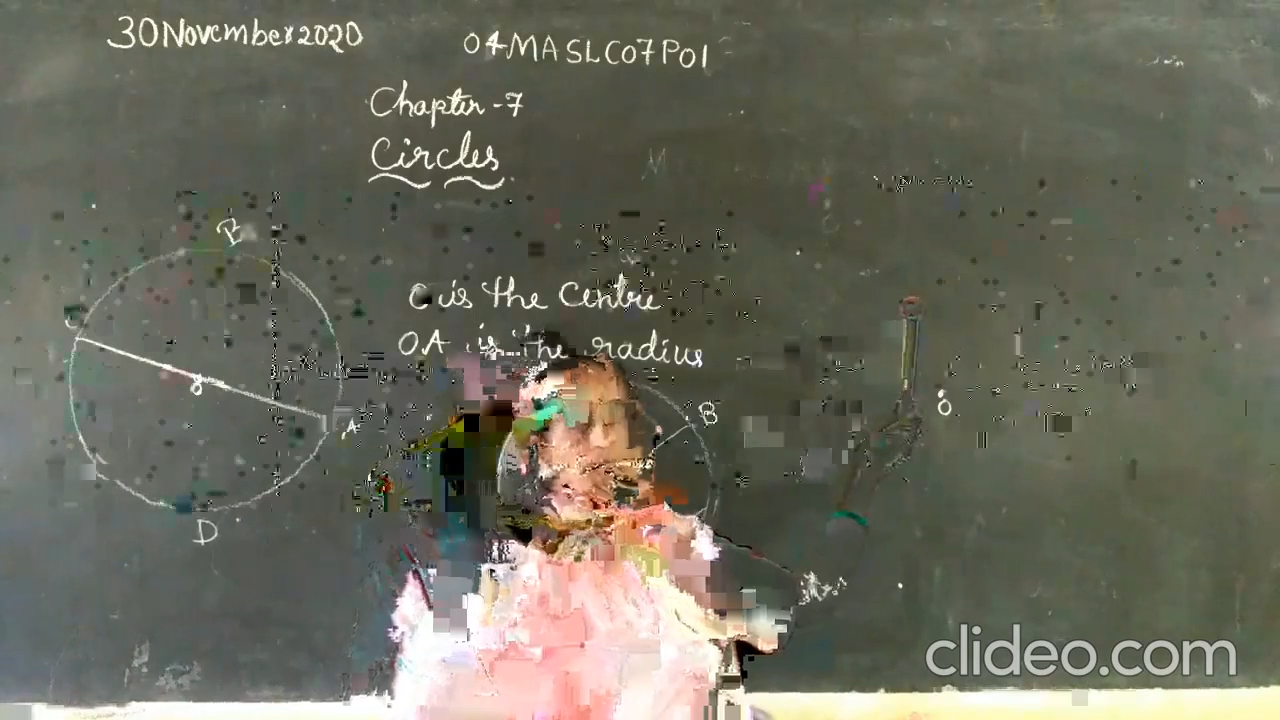 30November2020
04MASLC07P01
Chapter-7
Circles
C is the Centre
OA is the radius
B
C
O
A
D
B
O
clideo.com